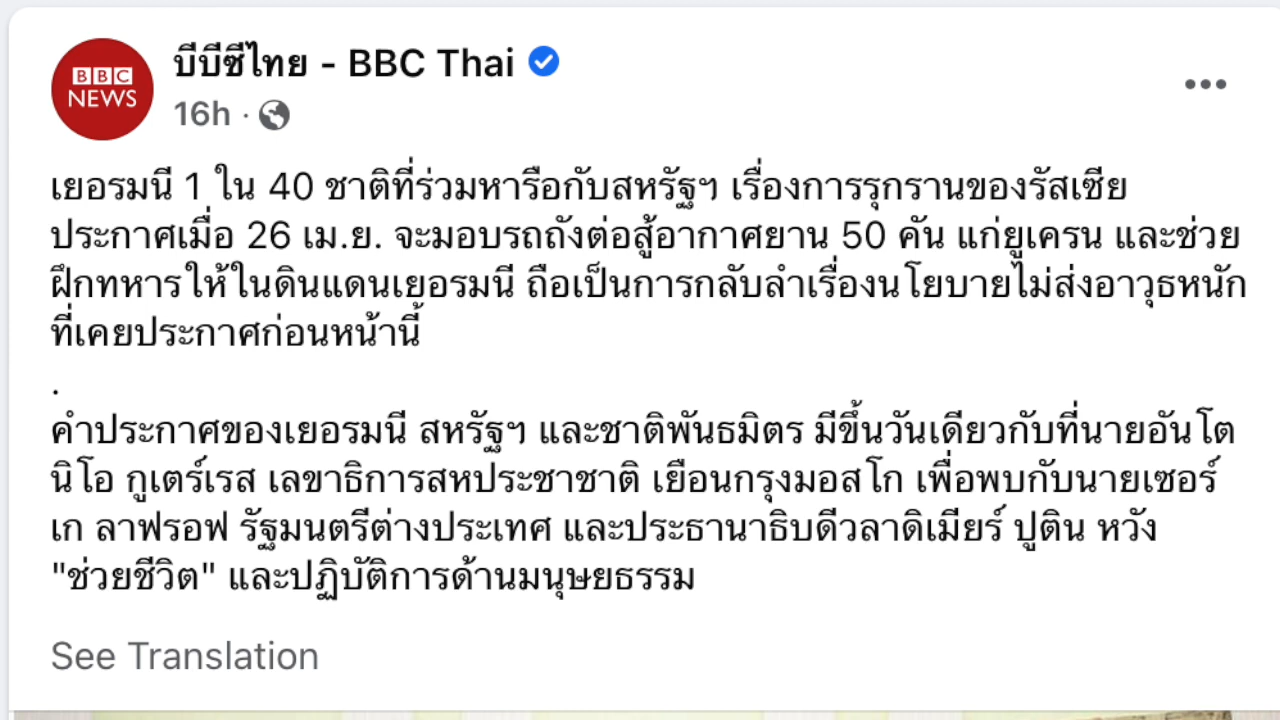 BBC
NEWS
บีบีซีไทย - BBC Thai
16h ·
เยอรมนี 1 ใน 40 ชาติที่ร่วมหารือกับสหรัฐฯ เรื่องการรุกรานของรัสเซีย
ประกาศเมื่อ 26 เม.ย. จะมอบรถถังต่อสู้อากาศยาน 50 คัน แก่ยูเครน และช่วย
ฝึกทหารให้ในดินแดนเยอรมนี ถือเป็นการกลับลำเรื่องนโยบายไม่ส่งอาวุธหนัก
ที่เคยประกาศก่อนหน้านี้
.
คำประกาศของเยอรมนี สหรัฐฯ และชาติพันธมิตร มีขึ้นวันเดียวกับที่นายอันโต
นิโอ กูเตร์เรส เลขาธิการสหประชาชาติ เยือนกรุงมอสโก เพื่อพบกับนายเซอร์
เก ลาฟรอฟ รัฐมนตรีต่างประเทศ และประธานาธิบดีวลาดิเมียร์ ปูติน หวัง
"ช่วยชีวิต" และปฏิบัติการด้านมนุษยธรรม
See Translation